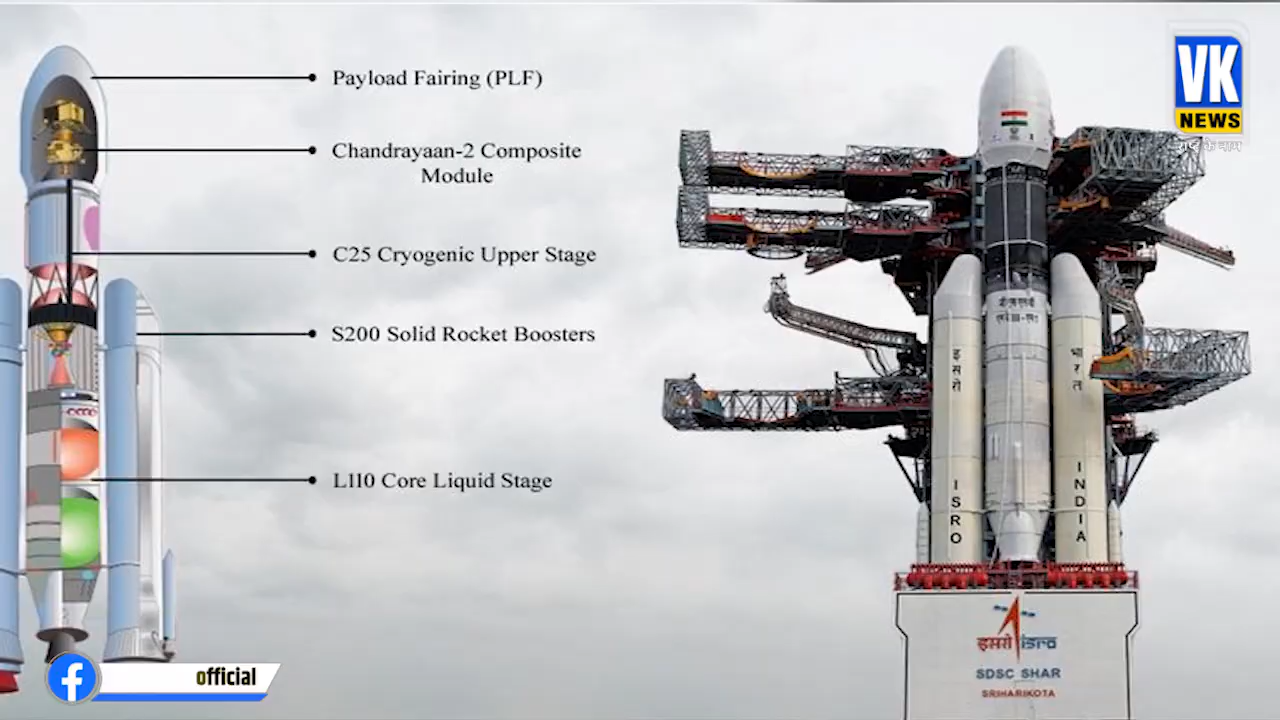 Payload Fairing (PLF)
Chandrayaan-2 Composite
Module
C25 Cryogenic Upper Stage
S200 Solid Rocket Boosters
L110 Core Liquid Stage
VK
NEWS
राष्ट्र के नाम
इसरो
भारत
ISRO
INDIA
इसरो isro
SDSC SHAR
SRIHARIKOTA
official